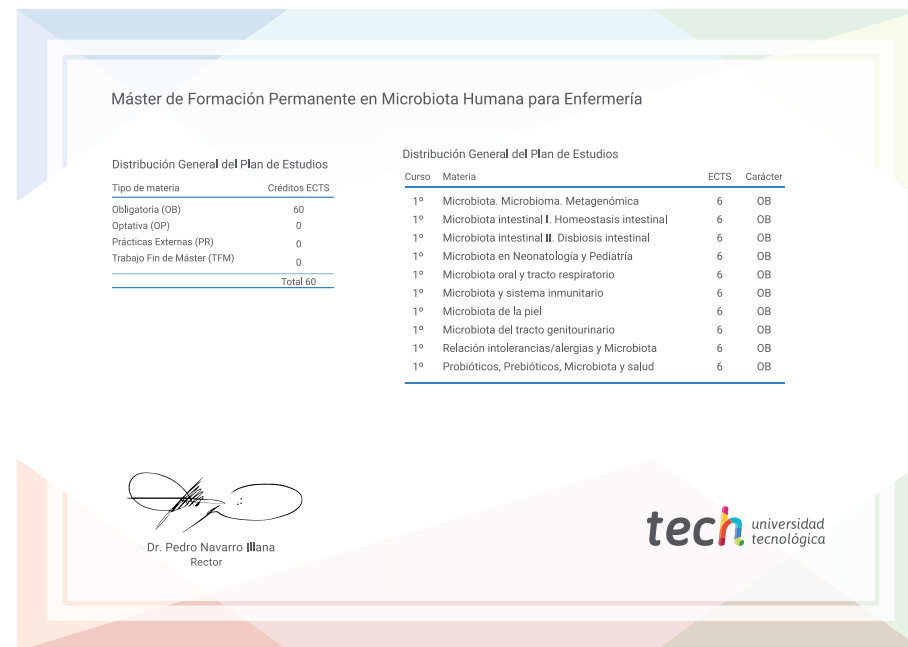 Máster de Formación Permanente en Microbiota Humana para Enfermería
Distribución General del Plan de Estudios
Tipo de materia Créditos ECTS
Obligatoria (OB) 60
Optativa (OP) 0
Prácticas Externas (PR) 0
Trabajo Fin de Máster (TFM) 0
Total 60
Distribución General del Plan de Estudios
Curso Materia ECTS Carácter
1º Microbiota. Microbioma. Metagenómica 6 OB
1º Microbiota intestinal I. Homeostasis intestinal 6 OB
1º Microbiota intestinal II. Disbiosis intestinal 6 OB
1º Microbiota en Neonatología y Pediatría 6 OB
1º Microbiota oral y tracto respiratorio 6 OB
1º Microbiota y sistema inmunitario 6 OB
1º Microbiota de la piel 6 OB
1º Microbiota del tracto genitourinario 6 OB
1º Relación intolerancias/alergias y Microbiota 6 OB
1º Probióticos, Prebióticos, Microbiota y salud 6 OB
Dr. Pedro Navarro Illana
Rector
tech universidad
tecnológica